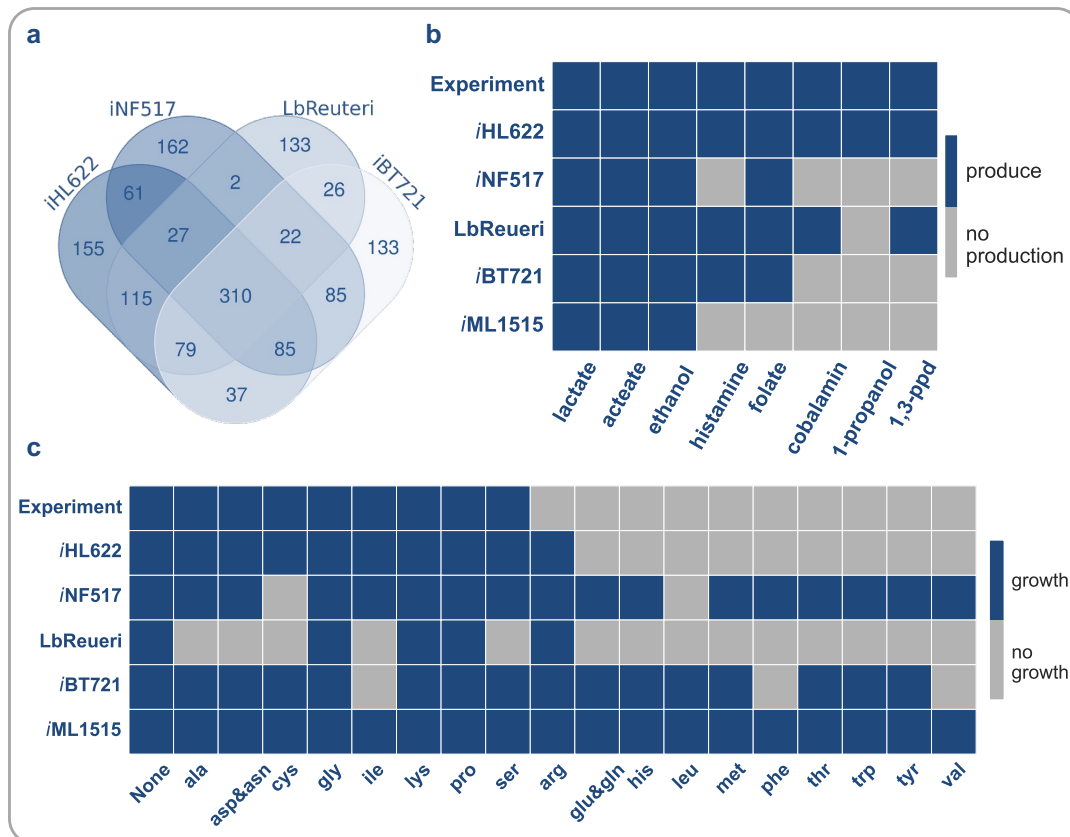 a
iNF517
LbReuteri
iHL622
iBT721
162
133
61
2
26
155
27
22
133
115
310
85
79
85
37
b
Experiment
iHL622
iNF517
LbReueri
iBT721
iML1515
lactate
acteate
ethanol
histamine
folate
cobalamin
1-propanol
1,3-ppd
produce
no
production
c
Experiment
iHL622
iNF517
LbReueri
iBT721
iML1515
None
ala
asp&asn
cys
gly
ile
lys
pro
ser
arg
glu&gln
his
leu
met
phe
thr
trp
tyr
val
growth
no
growth